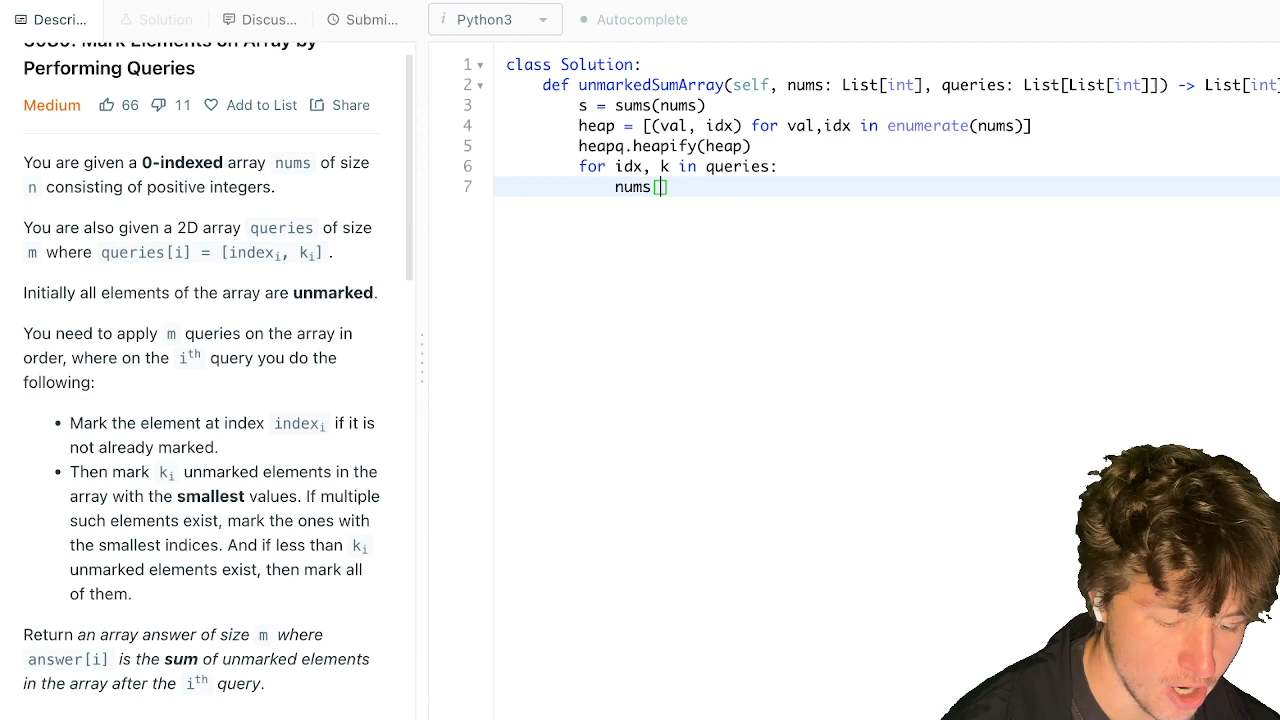 Descri...
Solution
Discus...
Submi...
i Python3
Autocomplete
3080. Mark Elements on Array by
Performing Queries
Medium 66 11 Add to List Share
You are given a 0-indexed array nums of size
n consisting of positive integers.
You are also given a 2D array queries of size
m where queries[i] = [indexᵢ, kᵢ].
Initially all elements of the array are unmarked.
You need to apply m queries on the array in
order, where on the iᵗʰ query you do the
following:
• Mark the element at index indexᵢ if it is
not already marked.
• Then mark kᵢ unmarked elements in the
array with the smallest values. If multiple
such elements exist, mark the ones with
the smallest indices. And if less than kᵢ
unmarked elements exist, then mark all
of them.
Return an array answer of size m where
answer[i] is the sum of unmarked elements
in the array after the iᵗʰ query.
1 class Solution:
2 def unmarkedSumArray(self, nums: List[int], queries: List[List[int]]) -> List[int
3 s = sums(nums)
4 heap = [(val, idx) for val,idx in enumerate(nums)]
5 heapq.heapify(heap)
6 for idx, k in queries:
7 nums[]